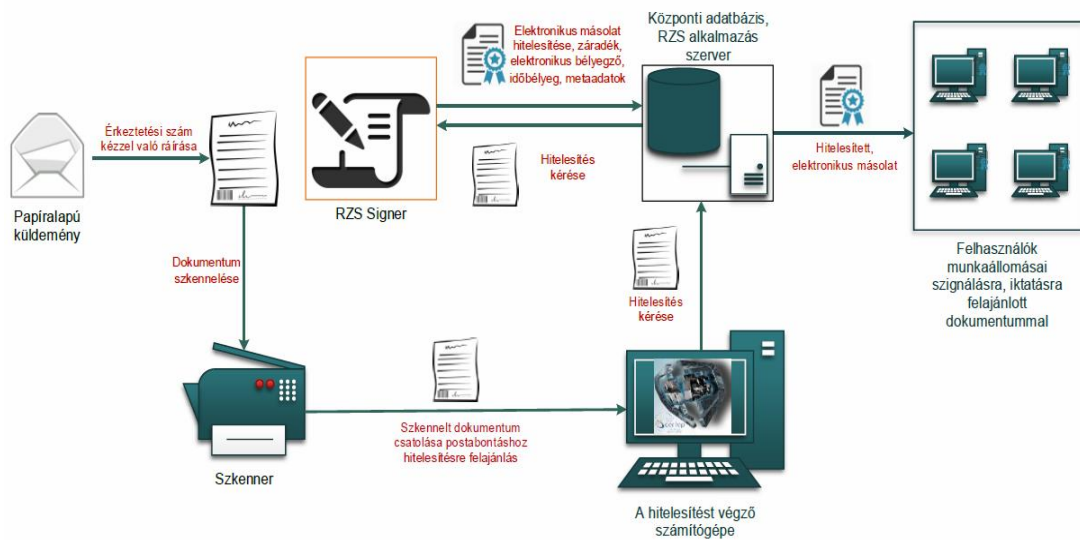 Papíralapú
küldemény
Érkeztetési szám
kézzel való ráírása
Dokumentum
szkennelése
Szkenner
RZS Signer
Elektronikus másolat
hitelesítése, záradék,
elektronikus bélyegző,
időbélyeg, metaadatok
Hitelesítés
kérése
Központi adatbázis,
RZS alkalmazás
szerver
Hitelesített,
elektronikus másolat
Felhasználók
munkaállomásai
szignálásra, iktatásra
felajánlott
dokumentummal
Hitelesítés
kérése
Szkennelt dokumentum
csatolása postabontáshoz
hitelesítésre felajánlás
A hitelesítést végző
számítógépe